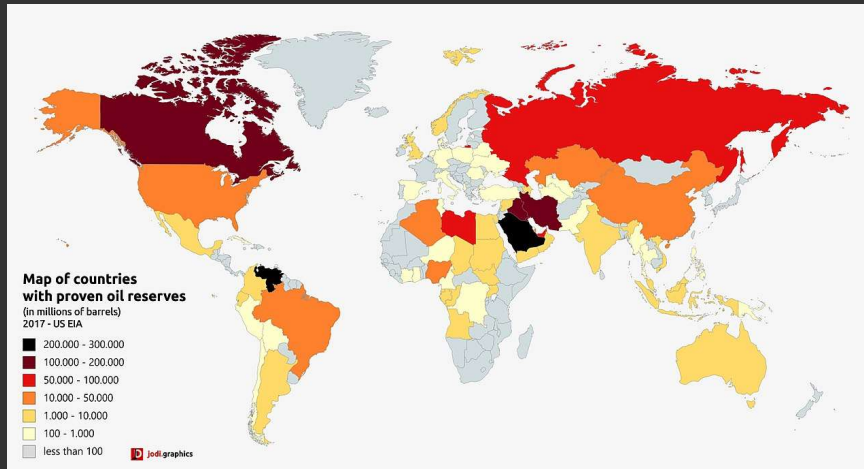 Map of countries
with proven oil reserves
(in millions of barrels)
2017 - US EIA
200.000 - 300.000
100.000 - 200.000
50.000 - 100.000
10.000 - 50.000
1.000 - 10.000
100 - 1.000
less than 100
jodi.graphics